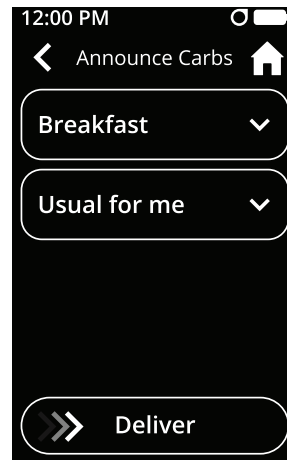 12:00 PM
Announce Carbs
Breakfast
Usual for me
Deliver